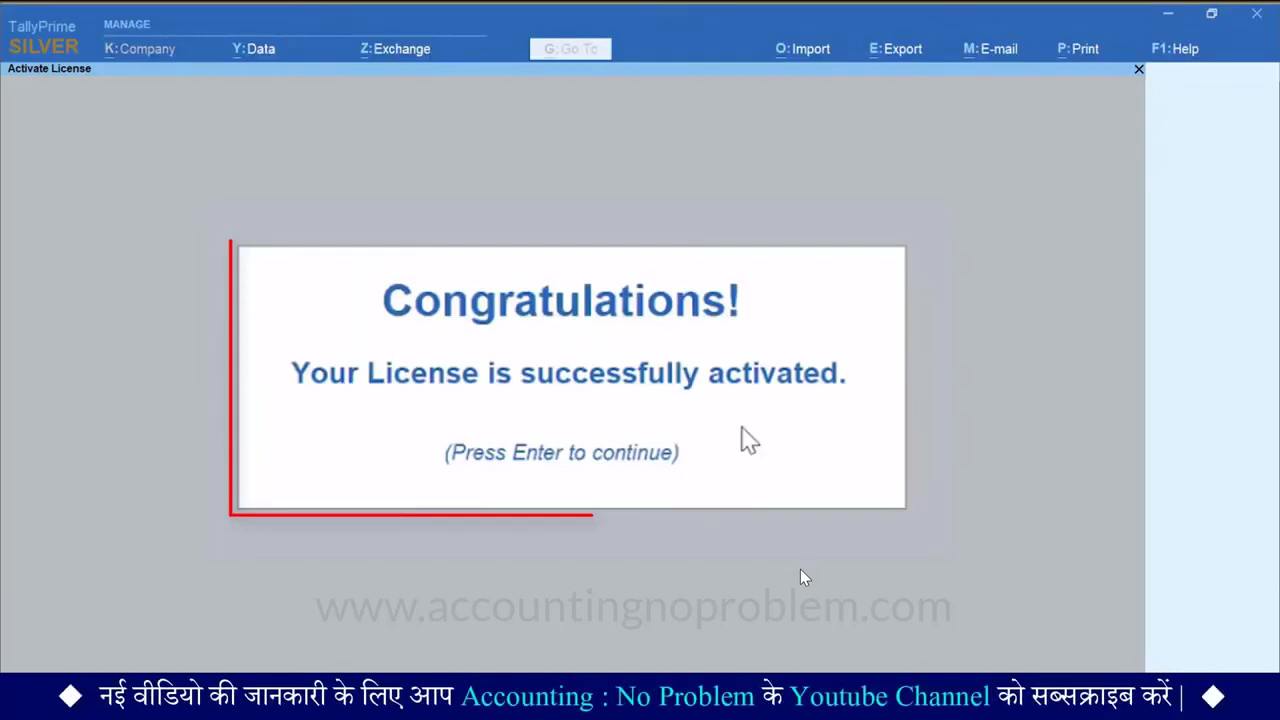 TallyPrime
MANAGE
SILVER
K:Company Y:Data Z:Exchange G:Go To O:Import E:Export M:E-mail P:Print F1:Help
Activate License
Congratulations!
Your License is successfully activated.
(Press Enter to continue)
www.accountingnoproblem.com
नई वीडियो की जानकारी के लिए आप Accounting : No Problem के Youtube Channel को सब्सक्राइब करें |